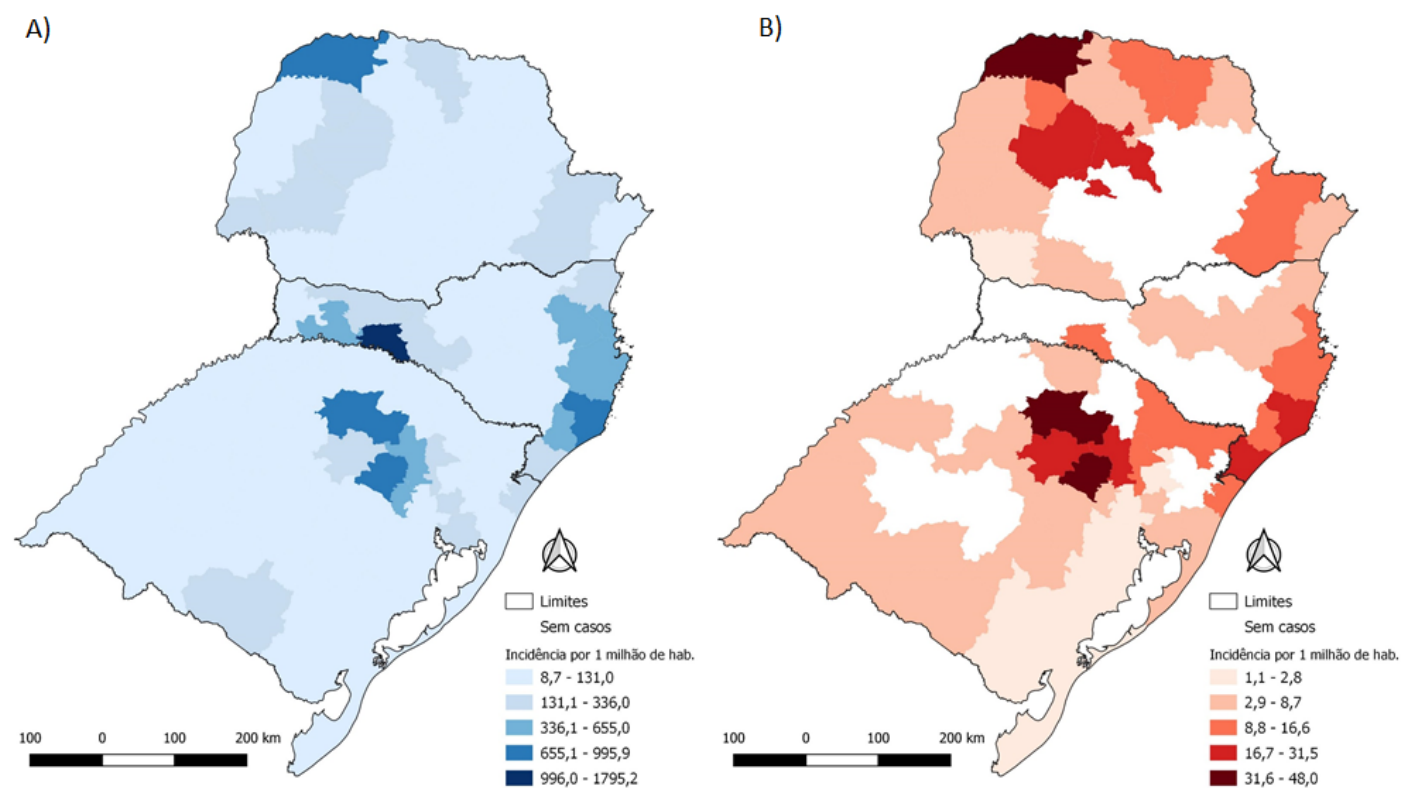 A)
B)
Limites
Sem casos
Incidência por 1 milhão de hab.
8,7 - 131,0
131,1 - 336,0
336,1 - 655,0
655,1 - 995,9
996,0 - 1795,2
100 0 100 200 km
Limites
Sem casos
Incidência por 1 milhão de hab.
1,1 - 2,8
2,9 - 8,7
8,8 - 16,6
16,7 - 31,5
31,6 - 48,0
100 0 100 200 km